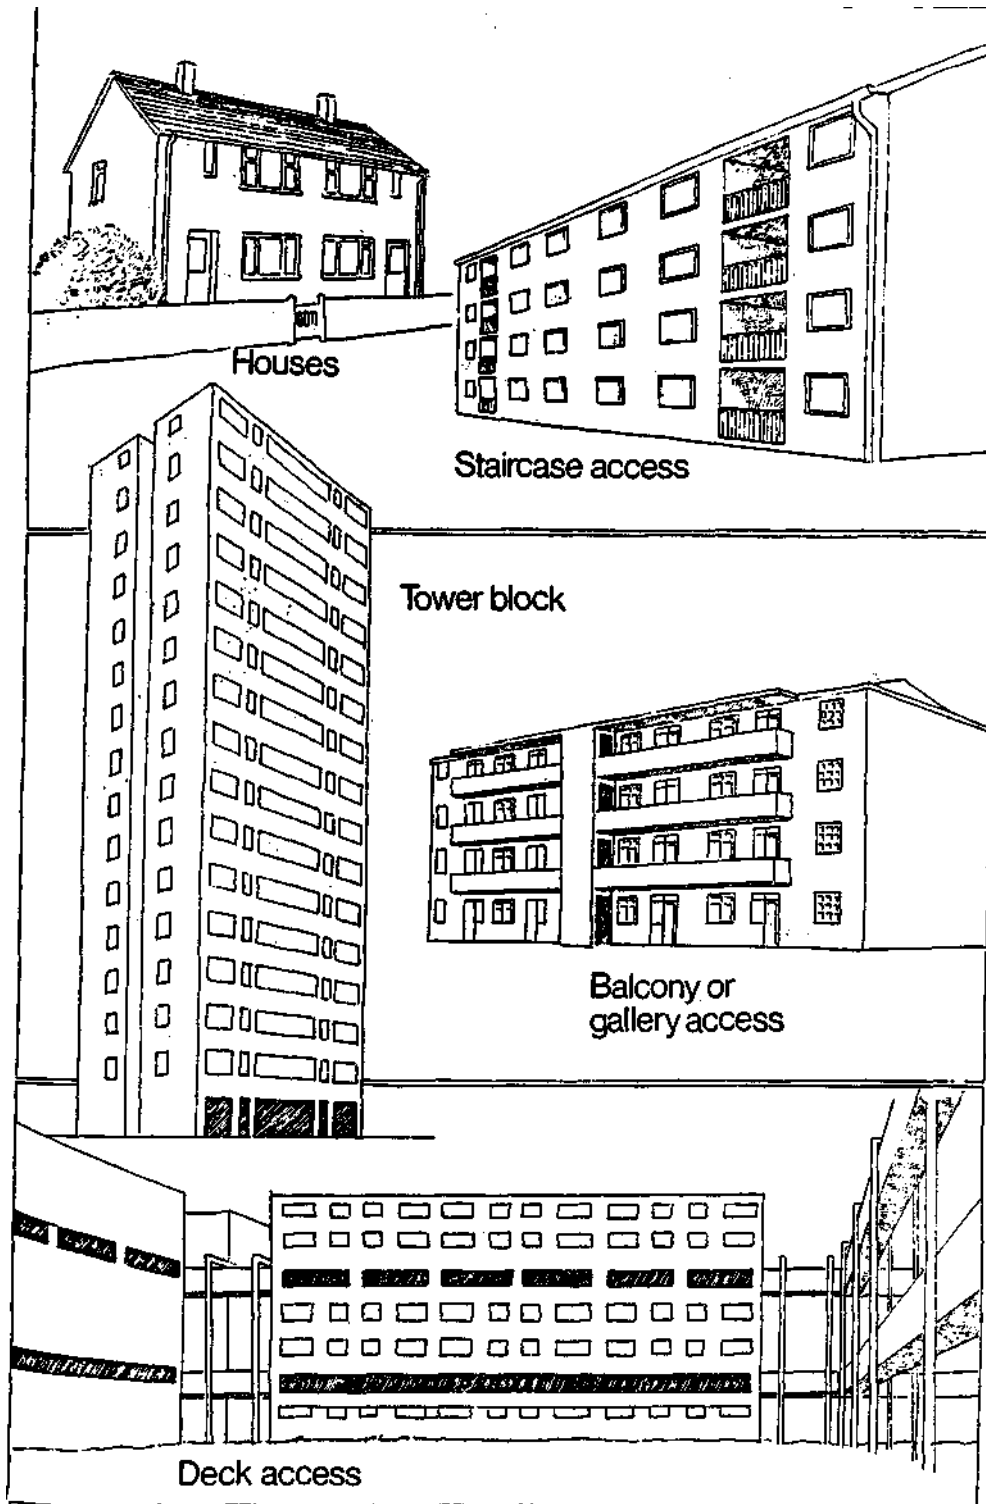 Houses
Staircase access
Tower block
Balcony or
gallery access
Deck access